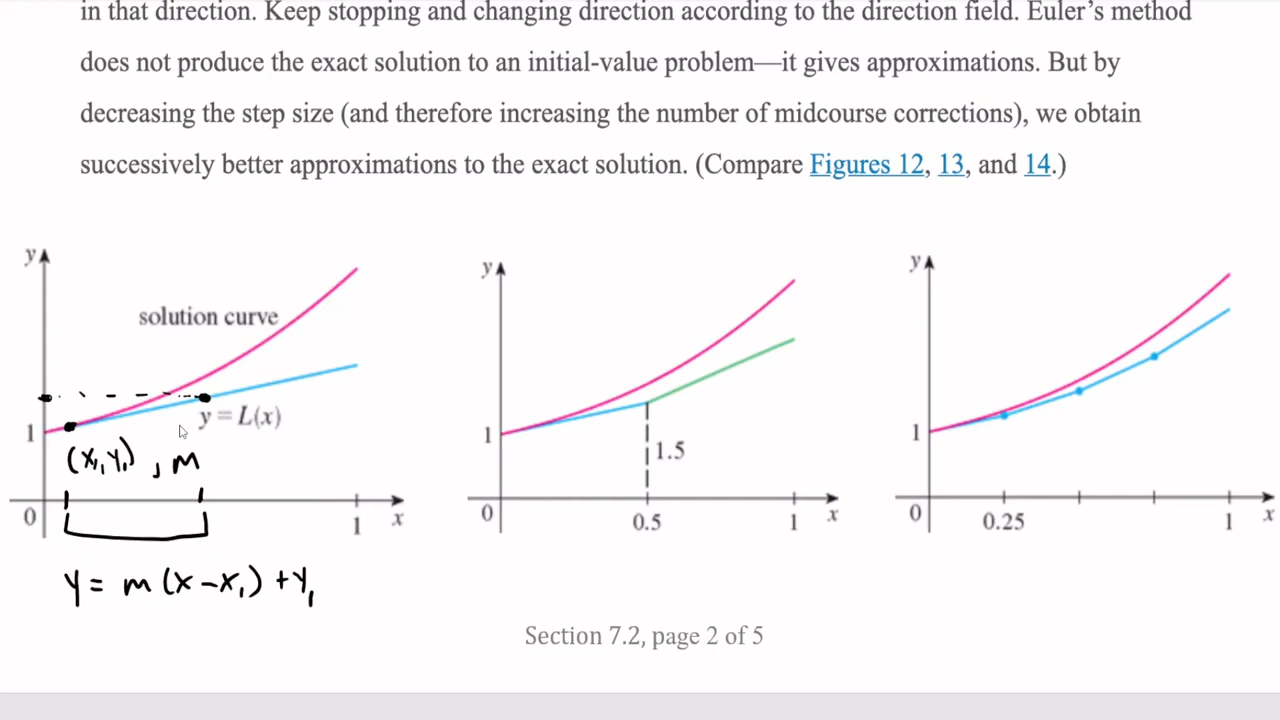 in that direction. Keep stopping and changing direction according to the direction field. Euler’s method
does not produce the exact solution to an initial-value problem—it gives approximations. But by
decreasing the step size (and therefore increasing the number of midcourse corrections), we obtain
successively better approximations to the exact solution. (Compare Figures 12, 13, and 14.)
y
solution curve
y = L(x)
1
(x₁, y₁) , m
0
1
x
y = m (x - x₁) + y₁
y
1
1.5
0
0.5
1
x
y
1
0
0.25
1
x
Section 7.2, page 2 of 5